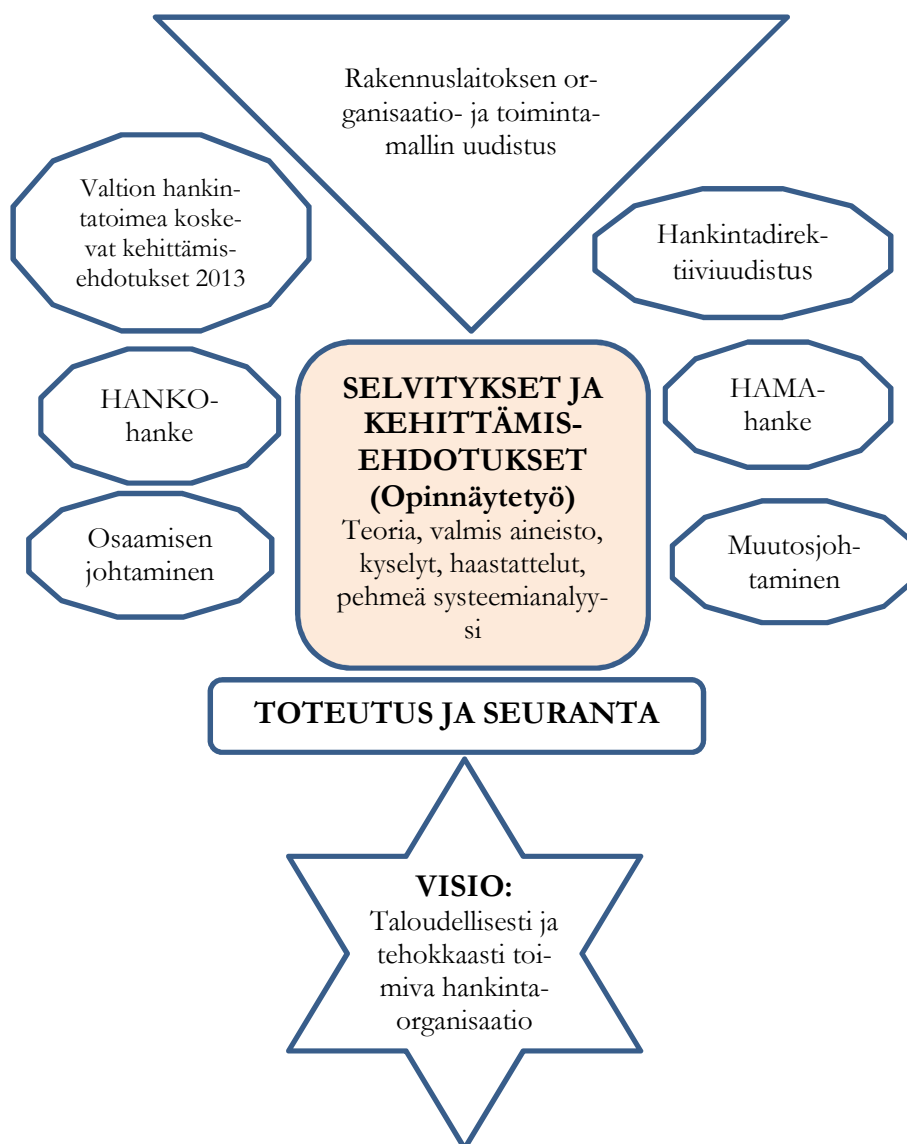 Rakennuslaitoksen or-
ganisaatio- ja toiminta-
mallin uudistus
Valtion hankin-
tatoimea koske-
vat kehittämis-
ehdotukset 2013
Hankintadirek-
tiiviuudistus
HANKO-
hanke
SELVITYKSET JA
KEHITTÄMIS-
EHDOTUKSET
(Opinnäytetyö)
Teoria, valmis aineisto,
kyselyt, haastattelut,
pehmeä systeemianalyy-
si
HAMA-
hanke
Osaamisen
johtaminen
Muutosjoh-
taminen
TOTEUTUS JA SEURANTA
VISIO:
Taloudellisesti ja
tehokkaasti toi-
miva hankinta-
organisaatio